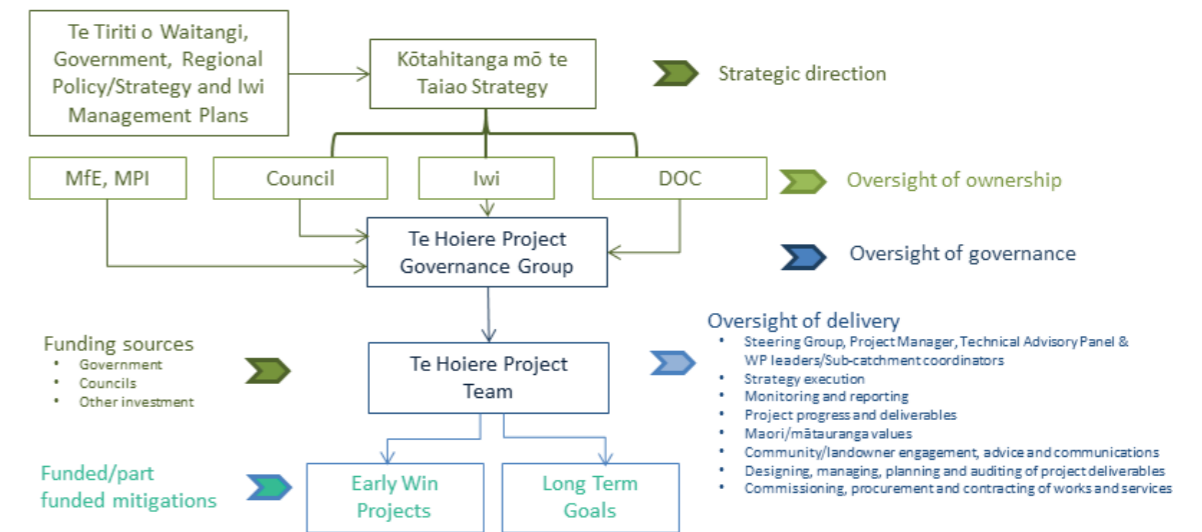 Te Tiriti o Waitangi,
Government, Regional
Policy/Strategy and Iwi
Management Plans
Kōtahitanga mō te
Taiao Strategy
Strategic direction
MfE, MPI
Council
Iwi
DOC
Oversight of ownership
Te Hoiere Project
Governance Group
Oversight of governance
Funding sources
• Government
• Councils
• Other investment
Te Hoiere Project
Team
Oversight of delivery
• Steering Group, Project Manager, Technical Advisory Panel &
WP leaders/Sub-catchment coordinators
• Strategy execution
• Monitoring and reporting
• Project progress and deliverables
• Maori/mātauranga values
• Community/landowner engagement, advice and communications
• Designing, managing, planning and auditing of project deliverables
• Commissioning, procurement and contracting of works and services
Funded/part
funded mitigations
Early Win
Projects
Long Term
Goals